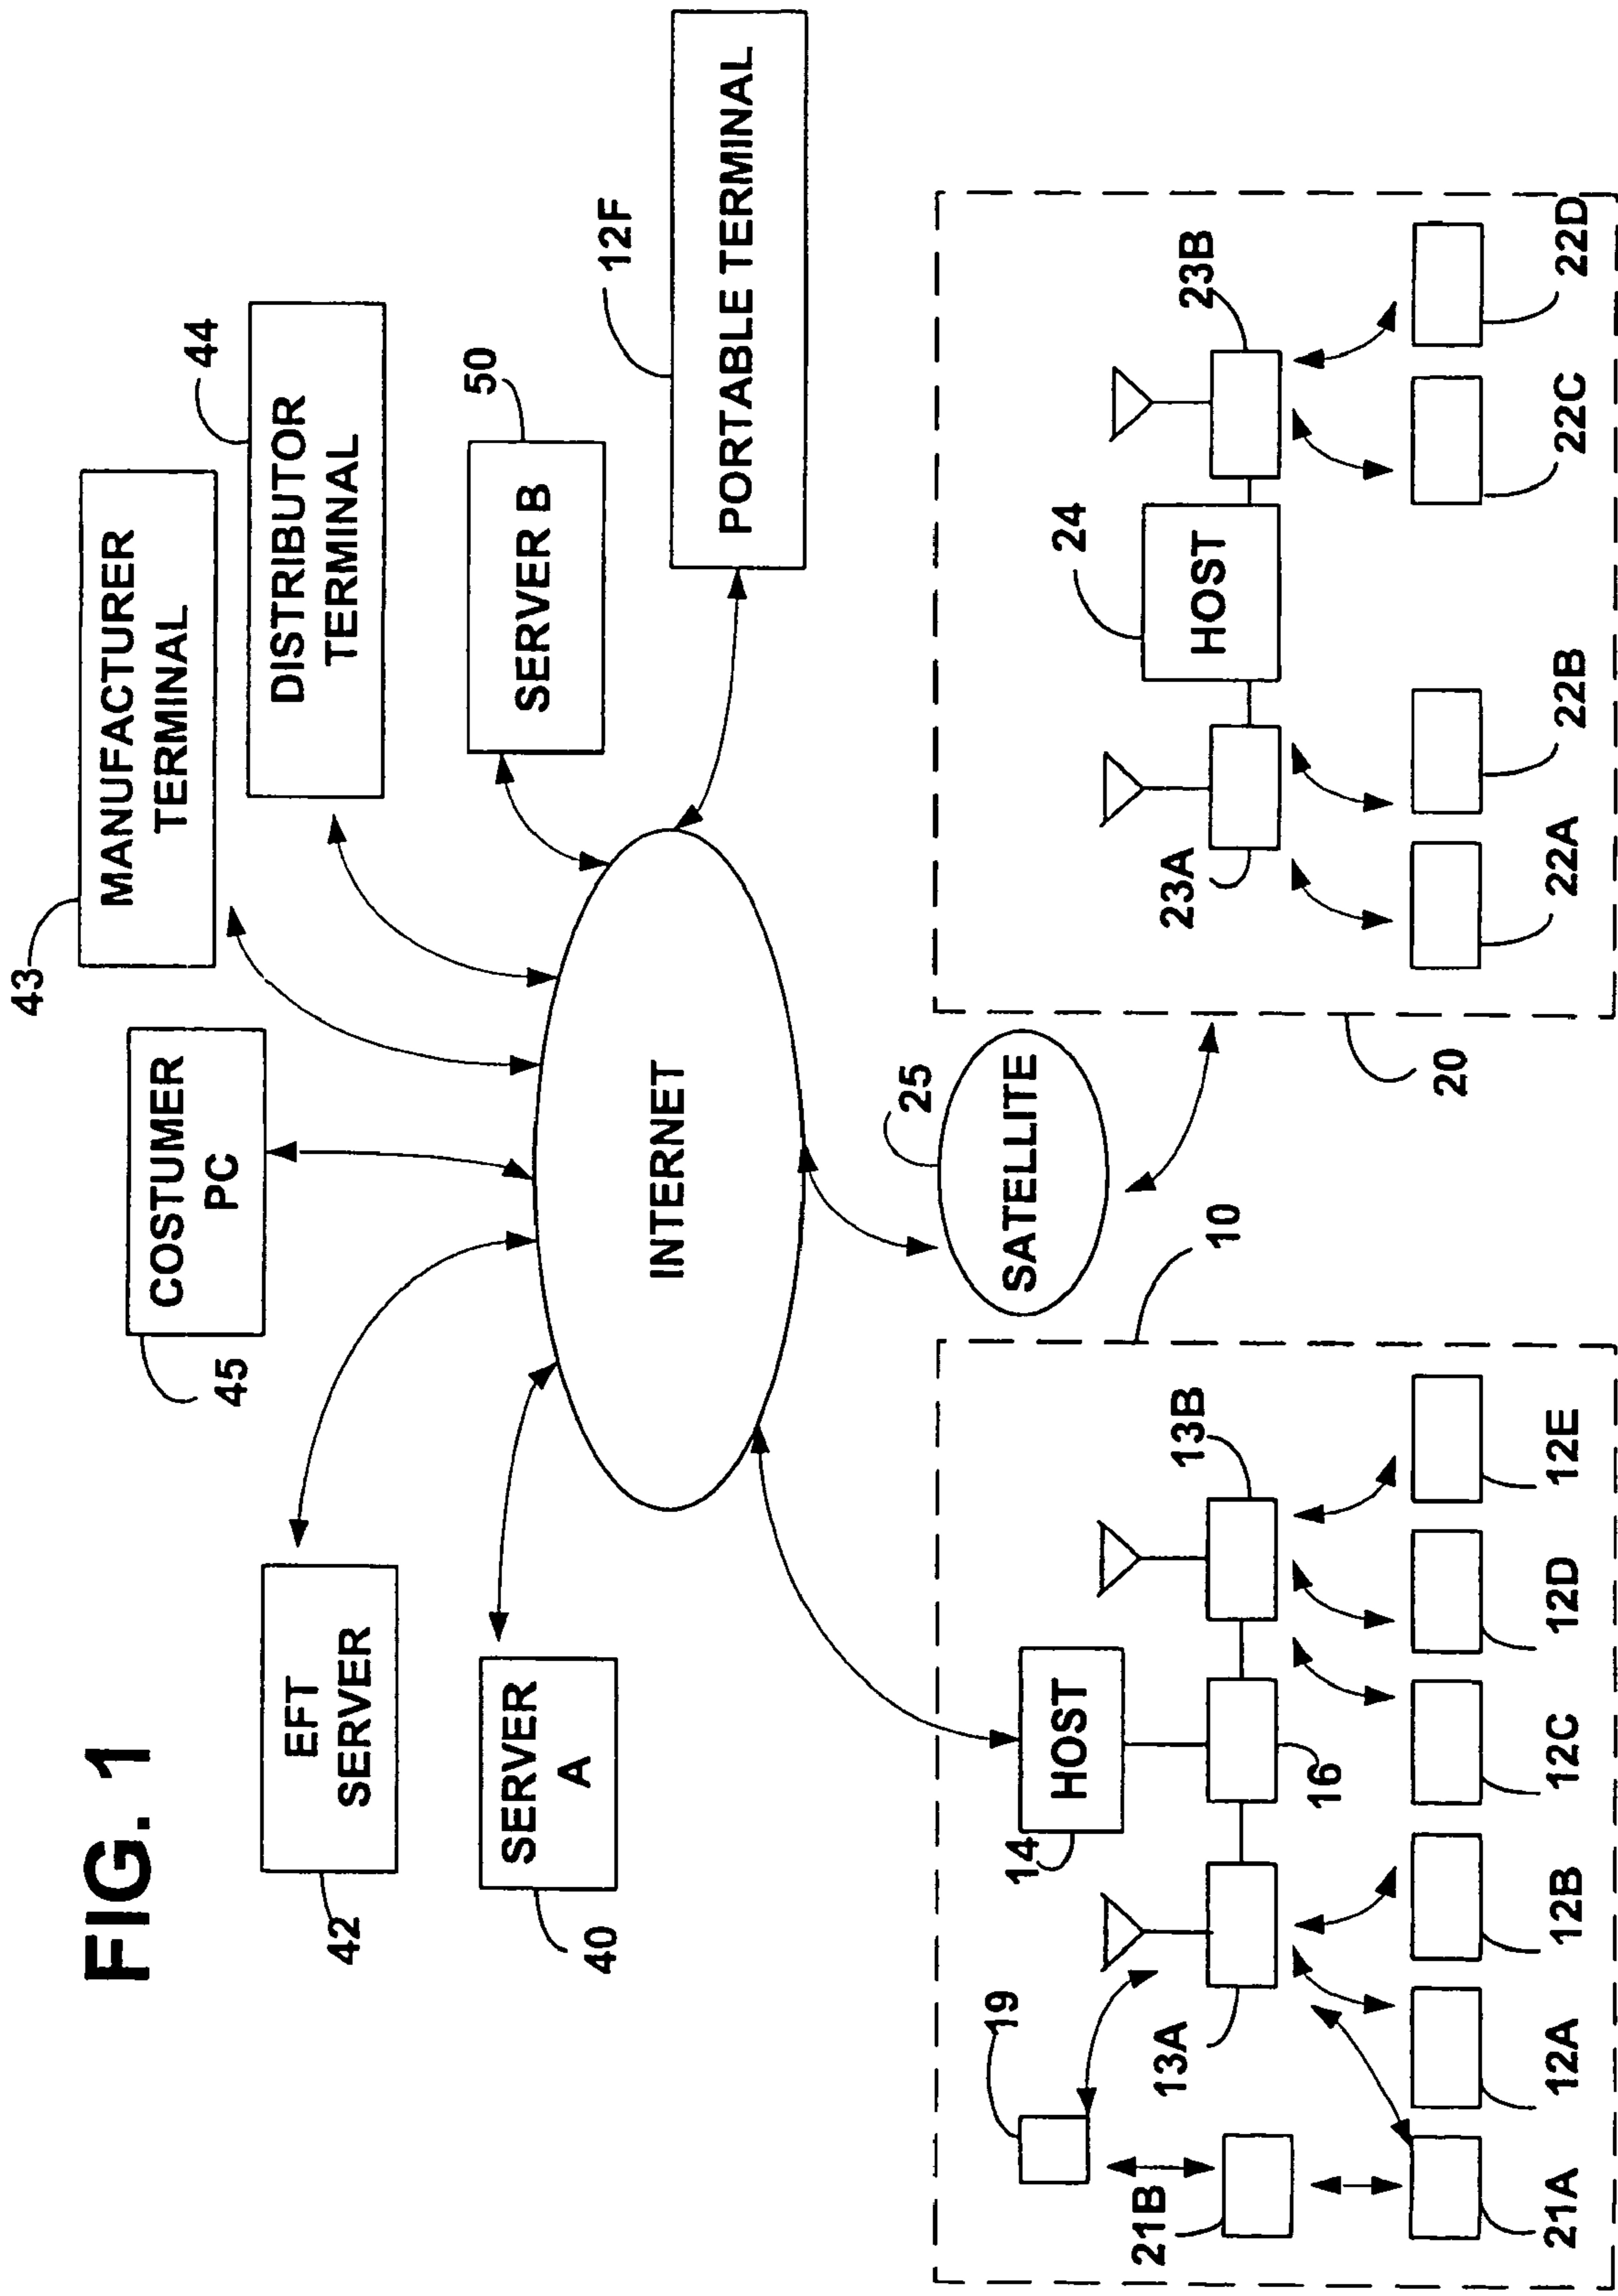 FIG. 1
43
MANUFACTURER
TERMINAL
44
DISTRIBUTOR
TERMINAL
COSTUMER
PC
45
EFT
SERVER
42
SERVER
A
40
50
SERVER B
12F
PORTABLE TERMINAL
INTERNET
25
SATELLITE
10
20
19
14
HOST
13A
13B
16
21B
21A
12A
12B
12C
12D
12E
24
HOST
23A
23B
22A
22B
22C
22D